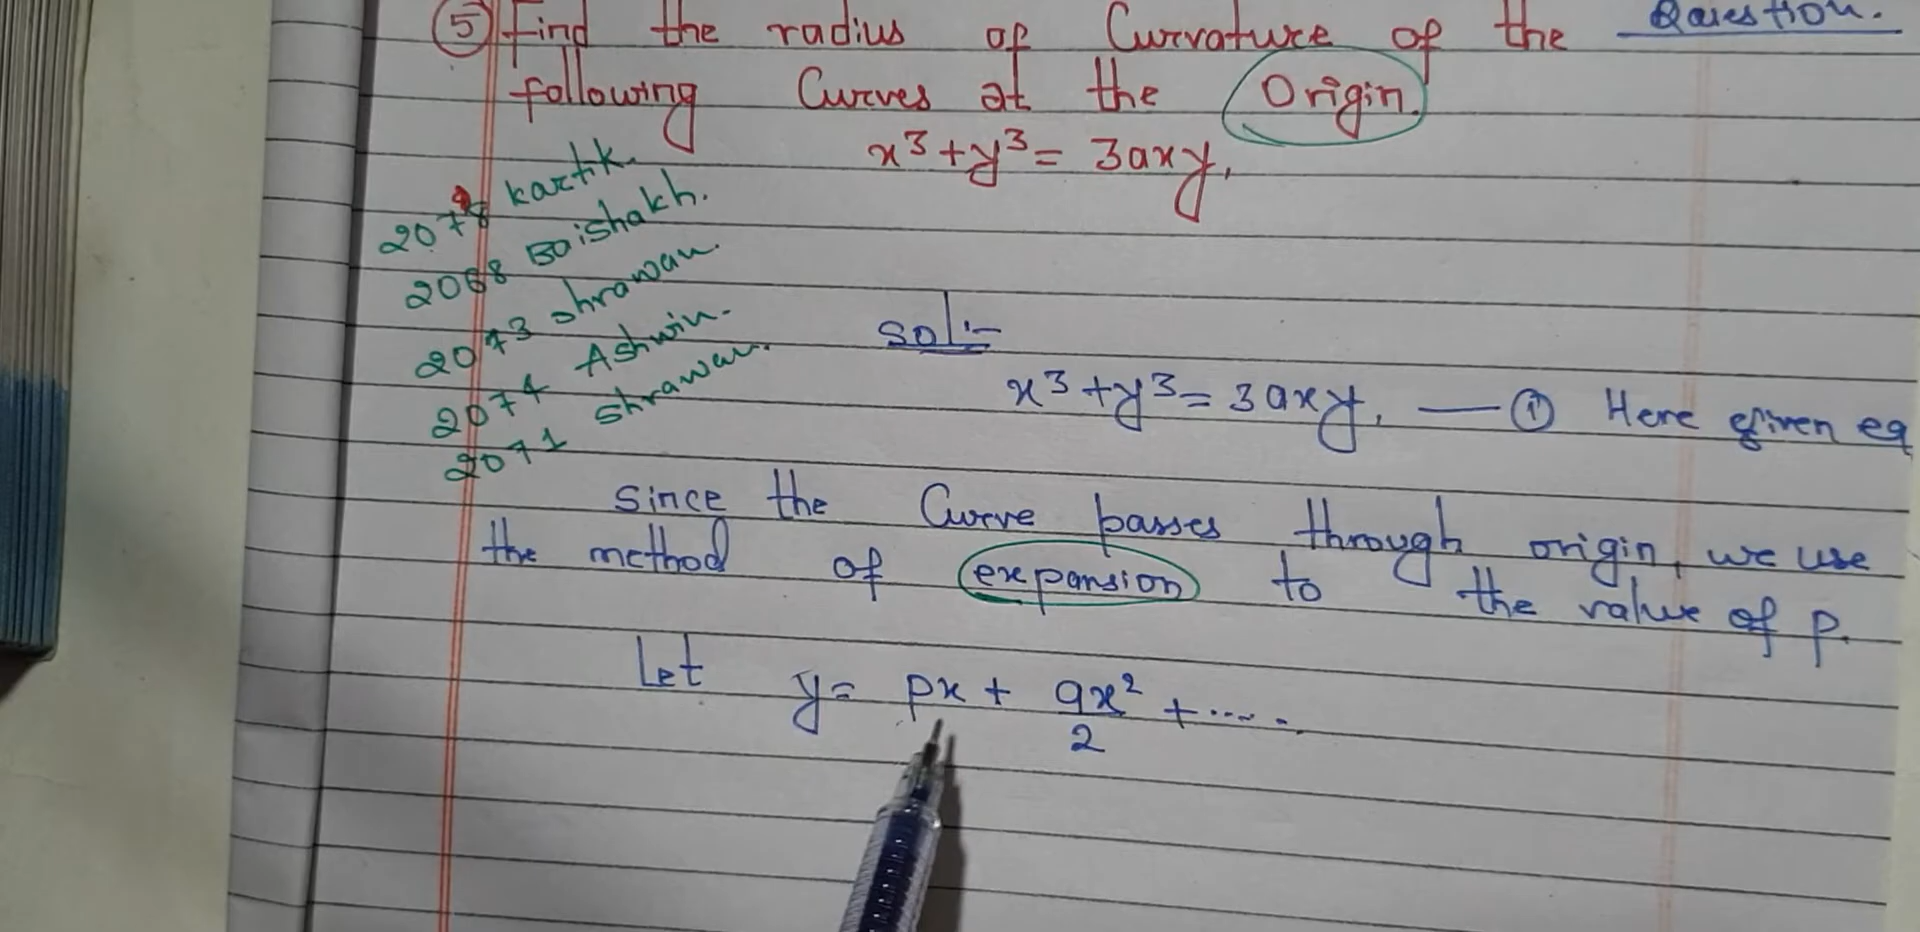 Question.
⑤ Find the radius of Curvature of the
following Curves at the Origin.
x³+y³= 3axy.
2078 kartik.
2068 Boishakh.
2073 Shrawan.
2074 Ashwin.
2071 Shrawan.
Sol:-
x³+y³= 3axy. — ① Here given eq
Since the Curve passes through origin, we use
the method of expansion to the value of p.
Let y= px + qx²/2 + .....